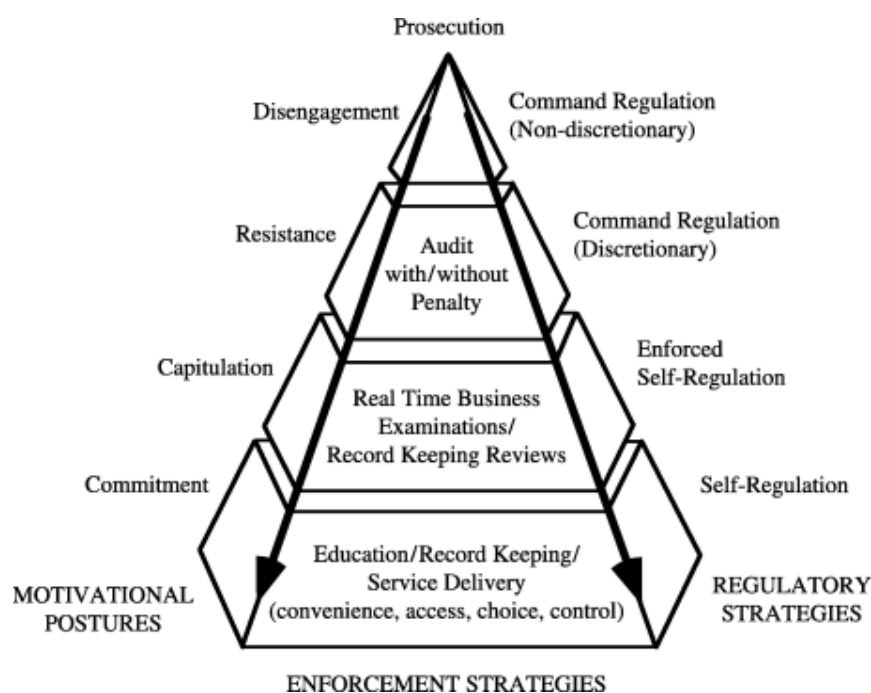 Prosecution
Disengagement
Command Regulation
(Non-discretionary)
Resistance
Audit
with/without
Penalty
Command Regulation
(Discretionary)
Capitulation
Real Time Business
Examinations/
Record Keeping Reviews
Enforced
Self-Regulation
Commitment
Education/Record Keeping/
Service Delivery
(convenience, access, choice, control)
Self-Regulation
MOTIVATIONAL
POSTURES
REGULATORY
STRATEGIES
ENFORCEMENT STRATEGIES